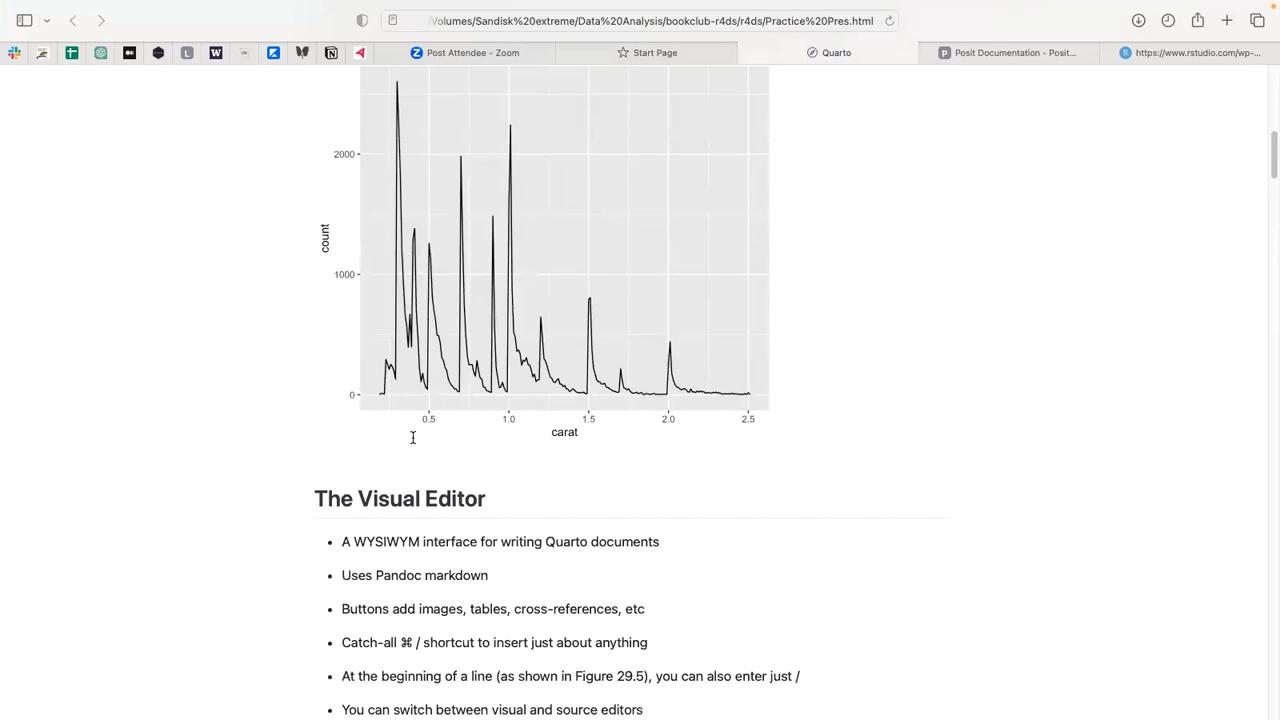 /Volumes/Sandisk%20extreme/Data%20Analysis/bookclub-r4ds/r4ds/Practice%20Pres.html
Post Attendee - Zoom
Start Page
Quarto
Posit Documentation - Posit...
https://www.rstudio.com/wp-...
2000
1000
0
count
0.5 1.0 1.5 2.0 2.5
carat
The Visual Editor
• A WYSIWYM interface for writing Quarto documents
• Uses Pandoc markdown
• Buttons add images, tables, cross-references, etc
• Catch-all ⌘ / shortcut to insert just about anything
• At the beginning of a line (as shown in Figure 29.5), you can also enter just /
• You can switch between visual and source editors